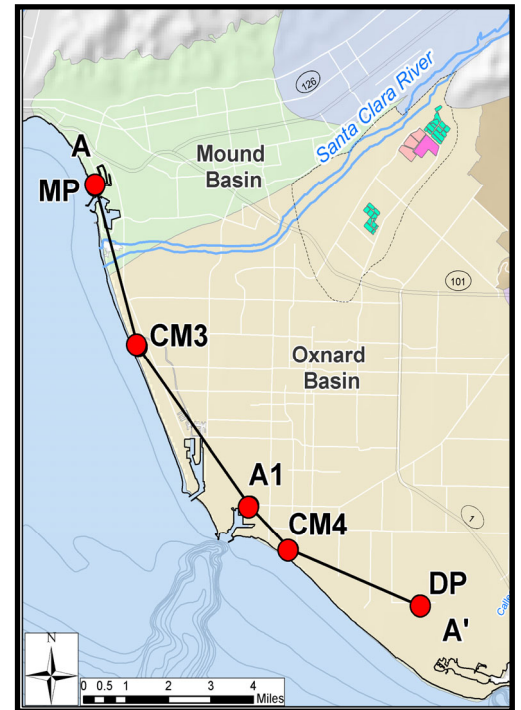 126
Santa Clara River
A
Mound
Basin
MP
101
CM3
Oxnard
Basin
A1
1
CM4
DP
A'
Calle
N
0 0.5 1 2 3 4
Miles